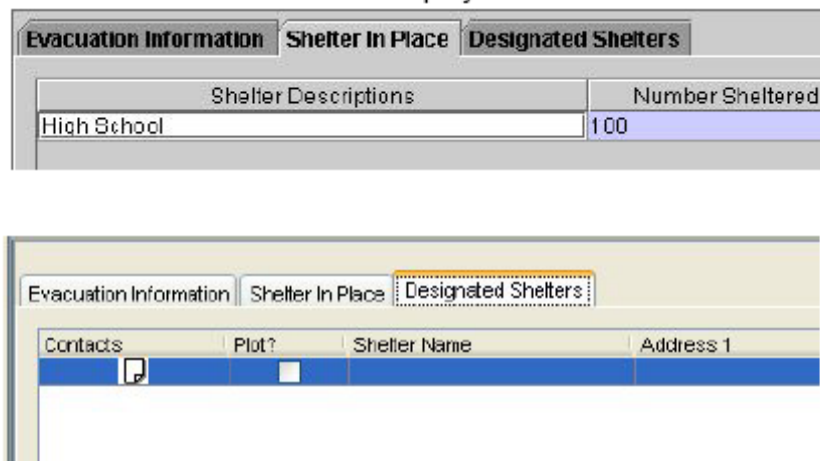 Evacuation Information Shelter In Place Designated Shelters
Shelter Descriptions Number Sheltered
High School 100
Evacuation Information Shelter In Place Designated Shelters
Contacts Plot? Shelter Name Address 1